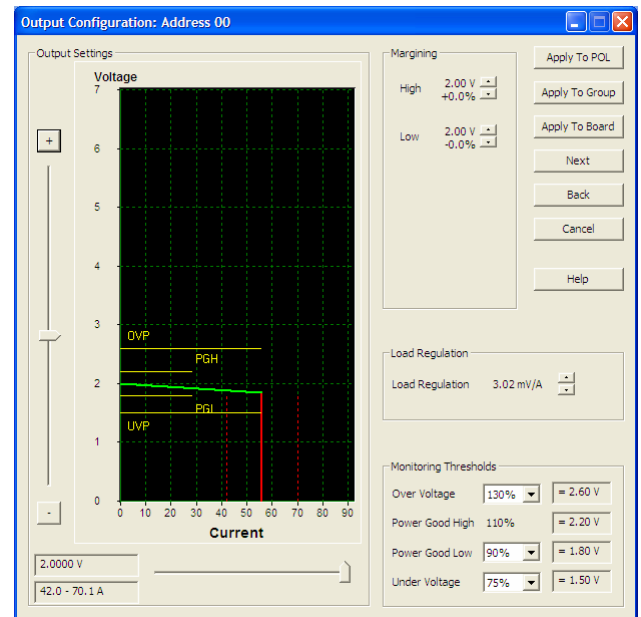 Output Configuration: Address 00
Output Settings
Voltage
7
6
5
4
3
2
1
0
0 10 20 30 40 50 60 70 80 90
Current
OVP
PGH
PGL
UVP
+
-
2.0000 V
42.0 - 70.1 A
Margining
High 2.00 V
+0.0%
Low 2.00 V
-0.0%
Apply To POL
Apply To Group
Apply To Board
Next
Back
Cancel
Help
Load Regulation
Load Regulation 3.02 mV/A
Monitoring Thresholds
Over Voltage 130% = 2.60 V
Power Good High 110% = 2.20 V
Power Good Low 90% = 1.80 V
Under Voltage 75% = 1.50 V